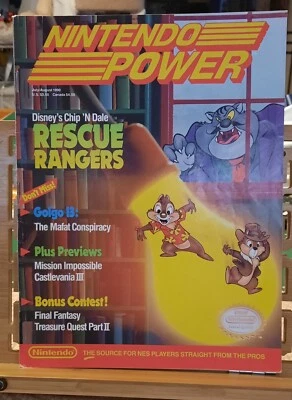 NINTENDO
POWER
July/August 1990
Disney's Chip 'N Dale
RESCUE
RANGERS
Don't Miss!
Golgo 13:
The Mafat Conspiracy
Plus Previews
Mission Impossible
Castlevania III
Bonus Contest!
Final Fantasy
Treasure Quest Part II
Nintendo
THE SOURCE FOR NES PLAYERS STRAIGHT FROM THE PROS